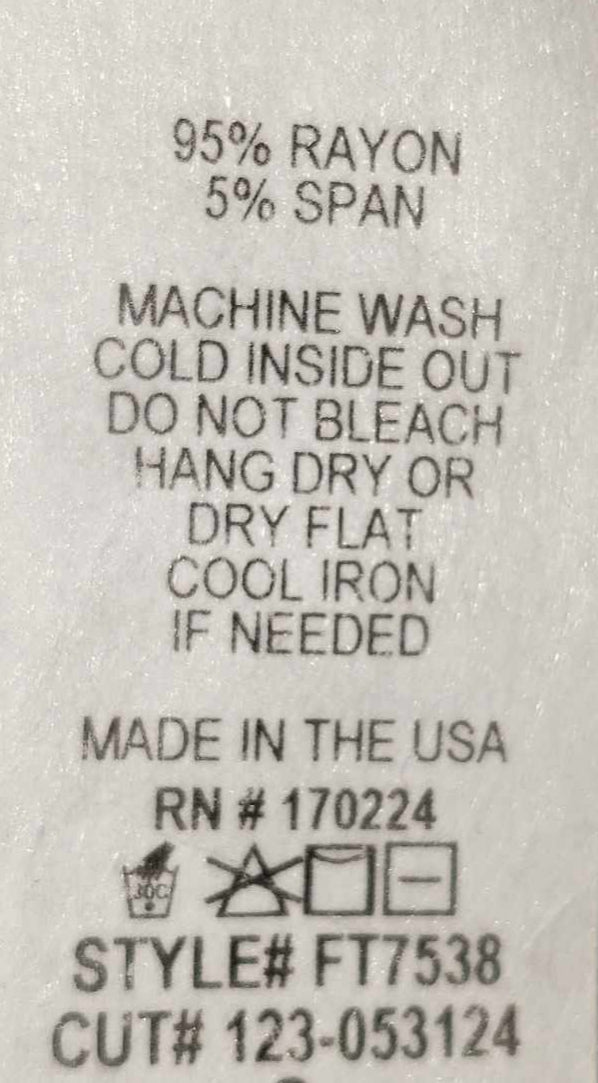 95% RAYON
5% SPAN
MACHINE WASH
COLD INSIDE OUT
DO NOT BLEACH
HANG DRY OR
DRY FLAT
COOL IRON
IF NEEDED
MADE IN THE USA
RN # 170224
30C
STYLE# FT7538
CUT# 123-053124